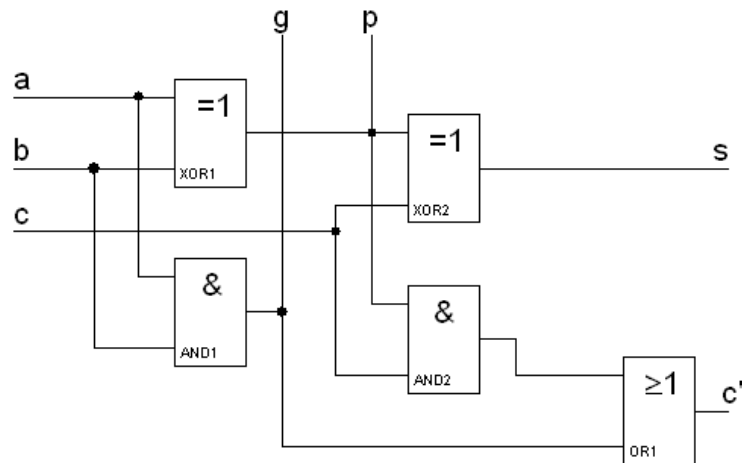 g p
a
=1
XOR1
b
=1
XOR2
s
c
&
AND1
&
AND2
≥1
OR1
c'